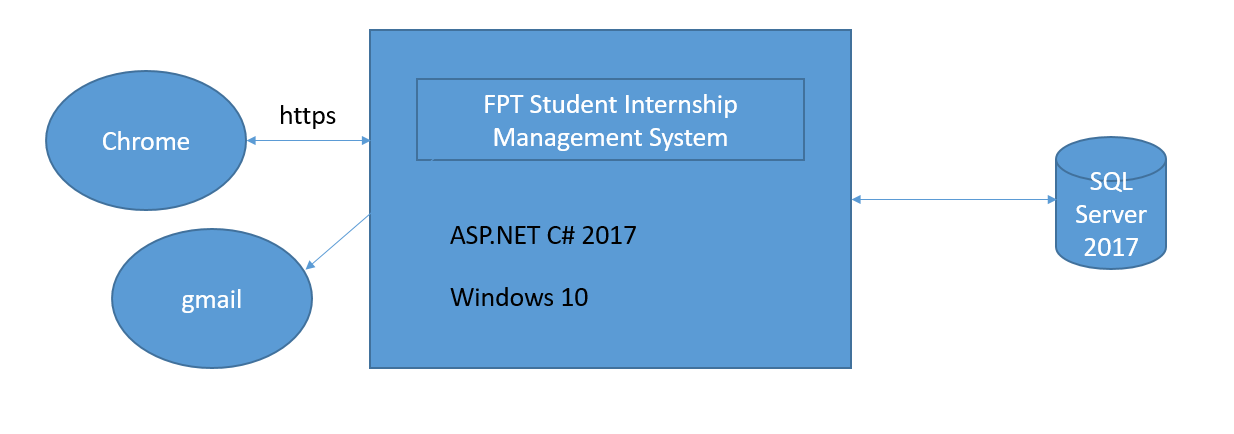 https
Chrome
gmail
FPT Student Internship
Management System
ASP.NET C# 2017
Windows 10
SQL
Server
2017